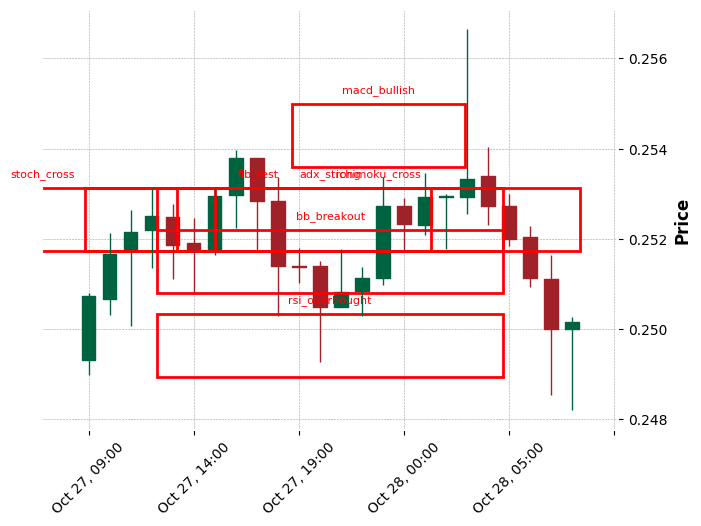 macd_bullish
0.256
0.254
stoch_cross
adx_strong
ichimoku_cross
bb_breakout
0.252
Price
rsi_overbought
0.250
0.248
Oct 27, 09:00
Oct 27, 14:00
Oct 27, 19:00
Oct 28, 00:00
Oct 28, 05:00